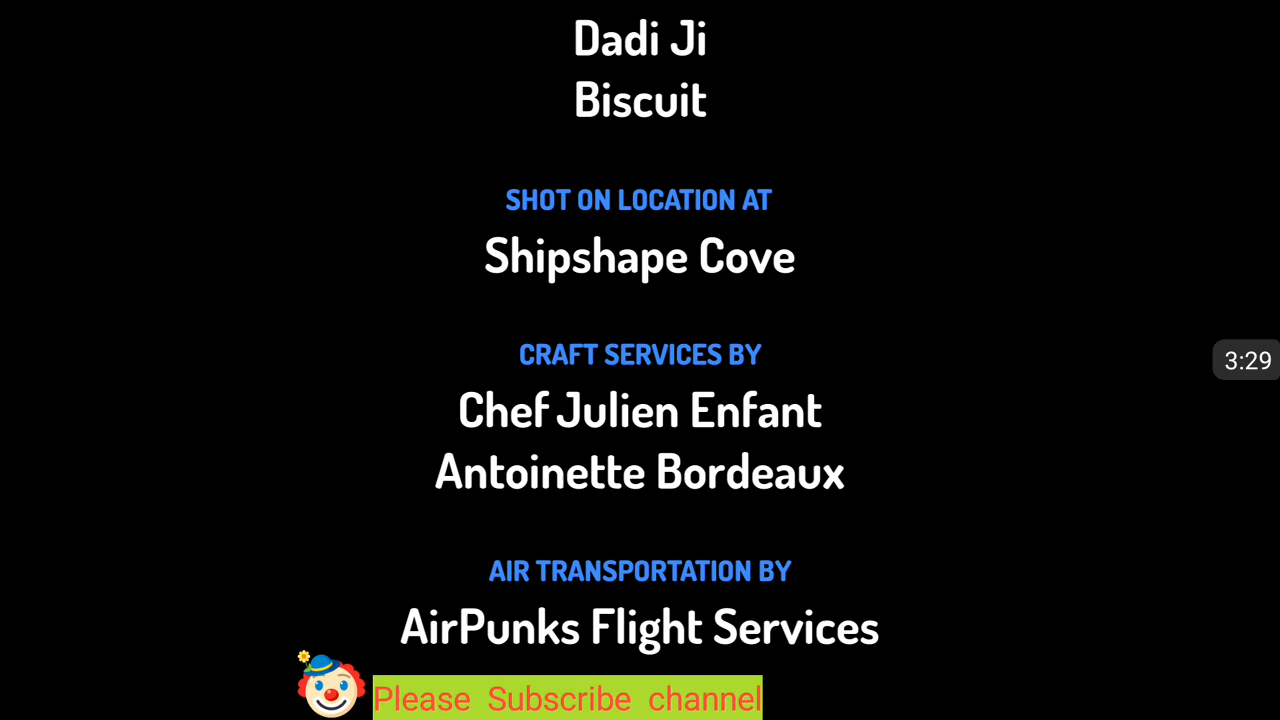 Dadi Ji
Biscuit
SHOT ON LOCATION AT
Shipshape Cove
3:29
CRAFT SERVICES BY
Chef Julien Enfant
Antoinette Bordeaux
AIR TRANSPORTATION BY
AirPunks Flight Services
Please Subscribe channel